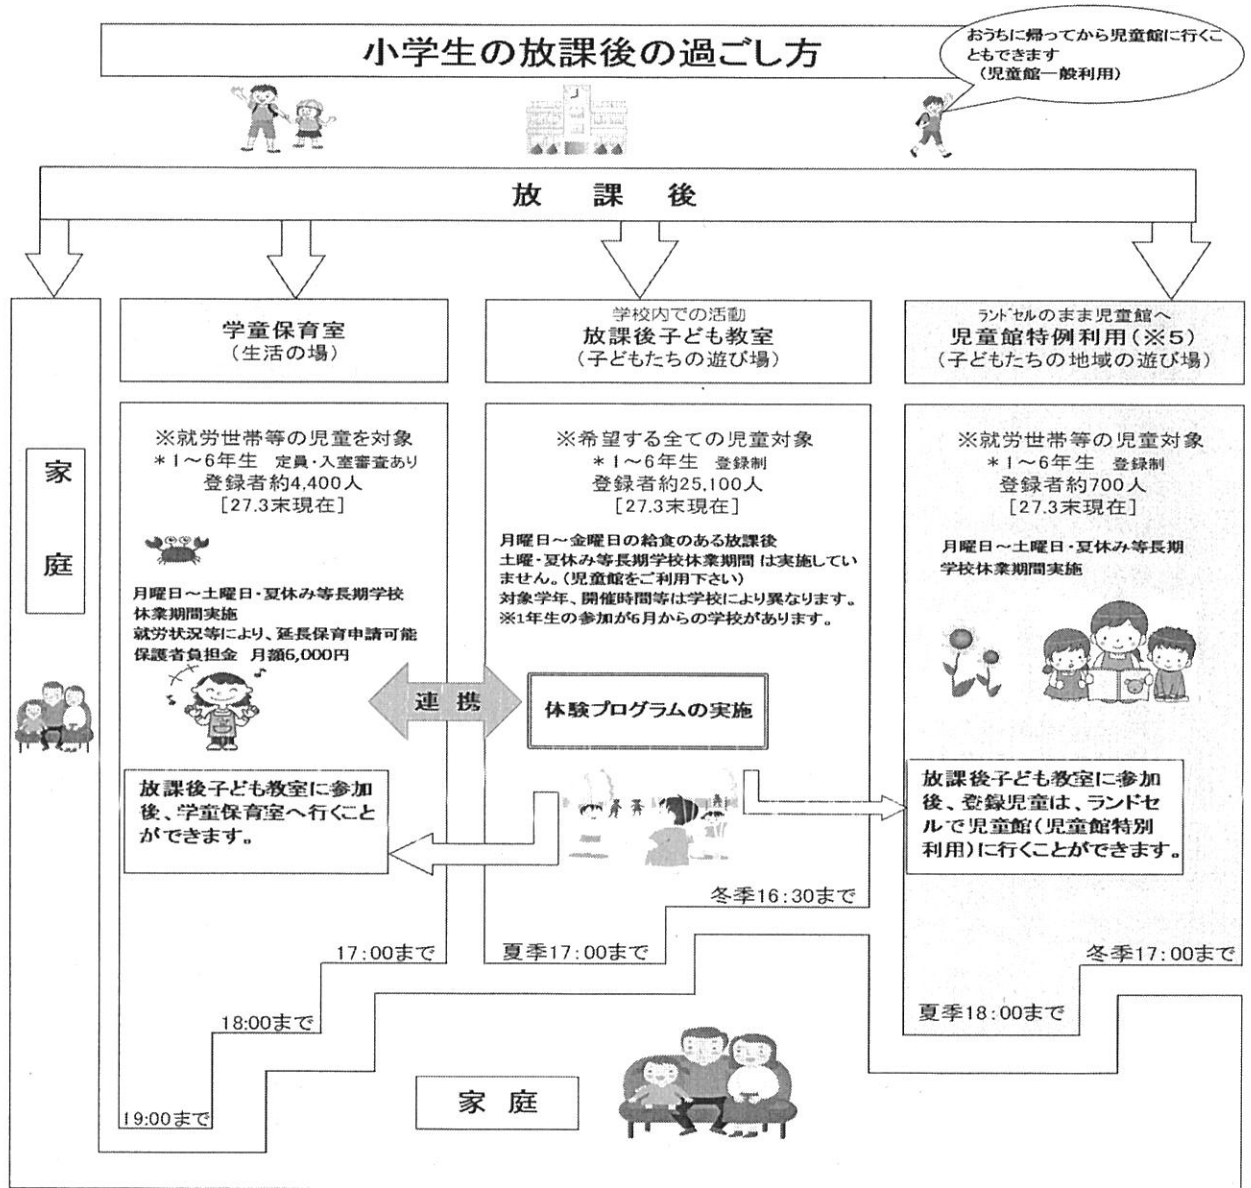 小学生の放課後の過ごし方
おうちに帰ってから児童館に行くこ
ともできます
(児童館一般利用)
放 課 後
家庭
学童保育室
(生活の場)
※就労世帯等の児童を対象
*1~6年生 定員・入室審査あり
登録者約4,400人
[27.3末現在]
月曜日~土曜日・夏休み等長期学校
休業期間実施
就労状況等により、延長保育申請可能
保護者負担金 月額6,000円
連 携
放課後子ども教室に参加
後、学童保育室へ行くこと
ができます。
17:00まで
18:00まで
19:00まで
学校内での活動
放課後子ども教室
(子どもたちの遊び場)
※希望する全ての児童対象
*1~6年生 登録制
登録者約25,100人
[27.3末現在]
月曜日~金曜日の給食のある放課後
土曜・夏休み等長期学校休業期間 は実施してい
ません。(児童館をご利用下さい)
対象学年、開催時間等は学校により異なります。
※1年生の参加が6月からの学校があります。
体験プログラムの実施
冬季16:30まで
夏季17:00まで
ランドセルのまま児童館へ
児童館特例利用(※5)
(子どもたちの地域の遊び場)
※就労世帯等の児童対象
*1~6年生 登録制
登録者約700人
[27.3末現在]
月曜日~土曜日・夏休み等長期
学校休業期間実施
放課後子ども教室に参加
後、登録児童は、ランドセ
ルで児童館(児童館特別
利用)に行くことができます。
冬季17:00まで
夏季18:00まで
家 庭